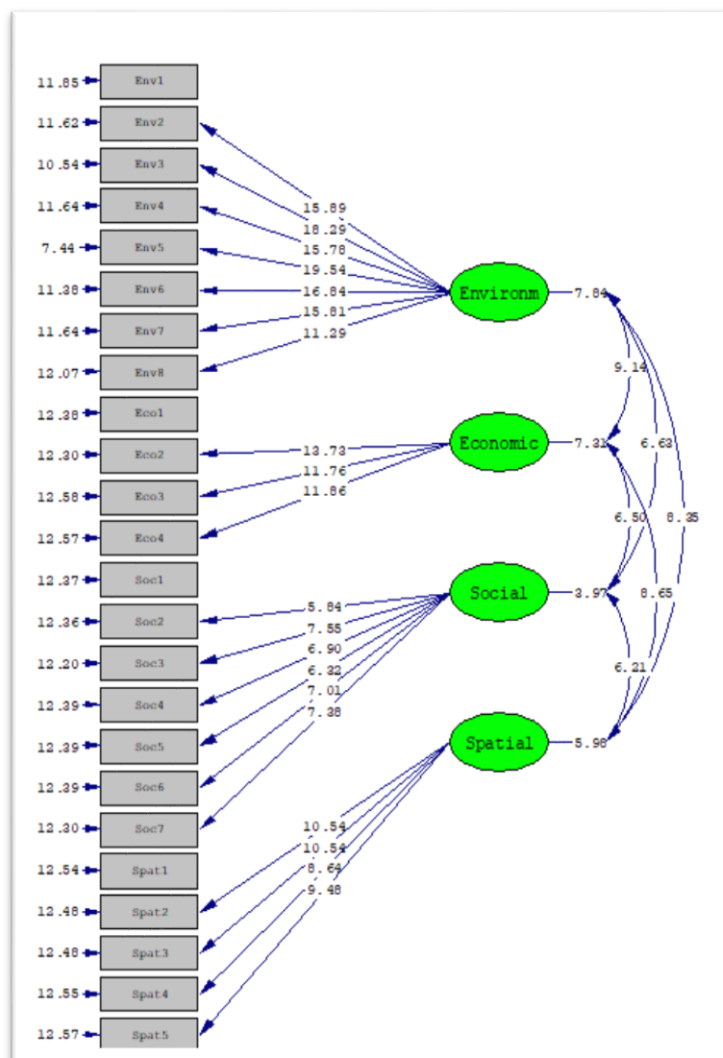 11.85 Env1
11.62 Env2
10.54 Env3
11.64 Env4
7.44 Env5
11.38 Env6
11.64 Env7
12.07 Env8
12.38 Eco1
12.30 Eco2
12.58 Eco3
12.57 Eco4
12.37 Soc1
12.36 Soc2
12.20 Soc3
12.39 Soc4
12.39 Soc5
12.39 Soc6
12.30 Soc7
12.54 Spat1
12.48 Spat2
12.48 Spat3
12.55 Spat4
12.57 Spat5
15.89
18.29
15.78
19.54
16.84
15.81
11.29
13.73
11.76
11.86
5.84
7.55
6.90
6.32
7.01
7.38
10.54
10.54
8.64
9.48
Environm 7.84
Economic 7.31
Social 3.97
Spatial 5.98
9.14
6.63
6.50
8.35
8.65
6.21